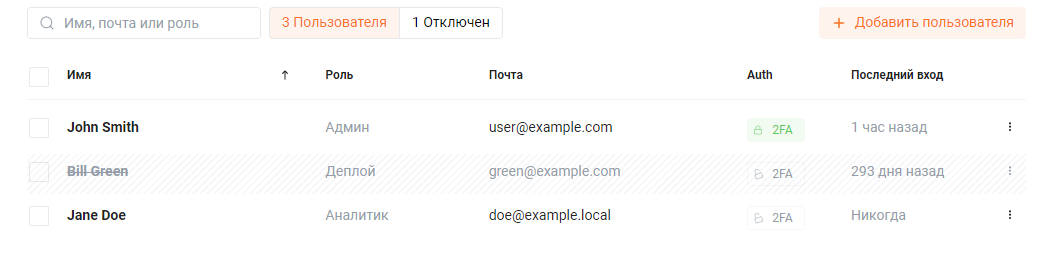 Имя, почта или роль 3 Пользователя 1 Отключен + Добавить пользователя
Имя ↑ Роль Почта Auth Последний вход
John Smith Админ user@example.com 2FA 1 час назад
Bill Green Деплой green@example.com 2FA 293 дня назад
Jane Doe Аналитик doe@example.local 2FA Никогда